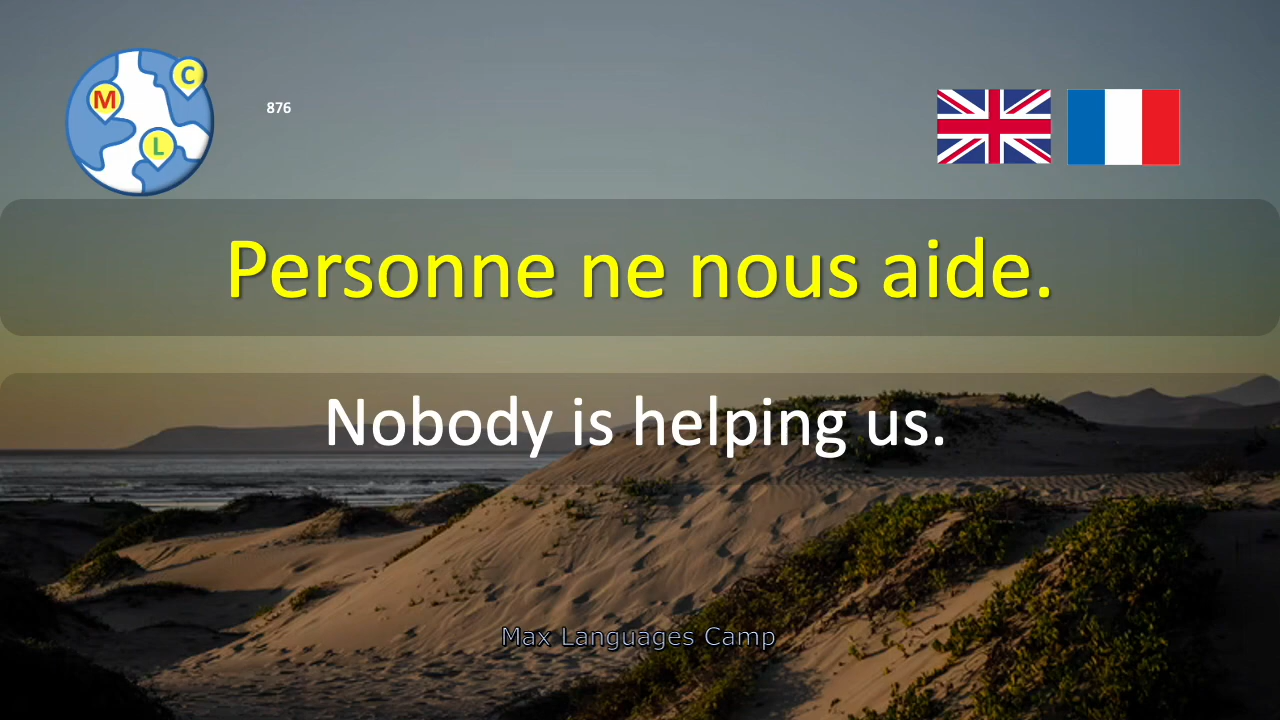 M
C
L
876
Personne ne nous aide.
Nobody is helping us.
Max Languages Camp